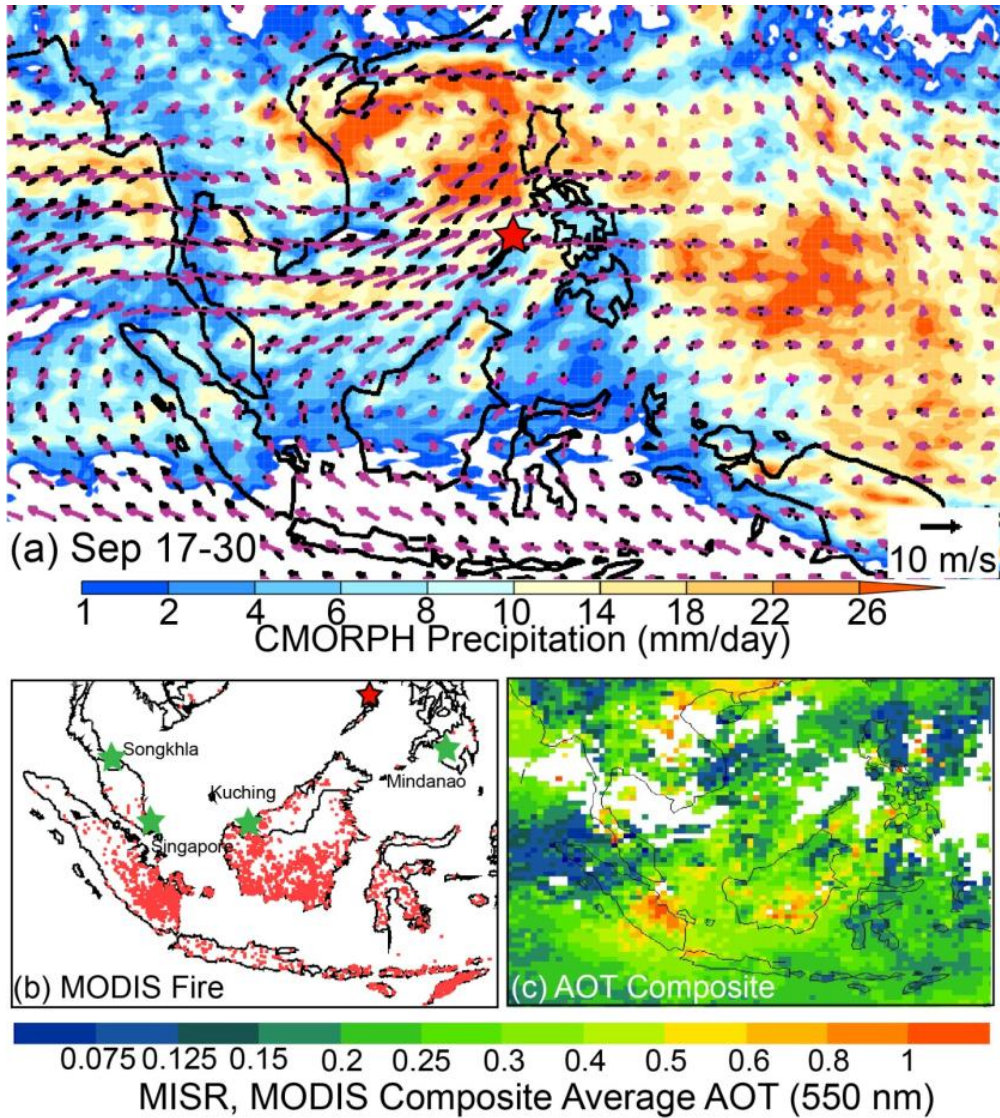 (a) Sep 17-30
10 m/s
1 2 4 6 8 10 14 18 22 26
CMORPH Precipitation (mm/day)
Songkhla
Kuching
Mindanao
Singapore
(b) MODIS Fire
(c) AOT Composite
0.075 0.125 0.15 0.2 0.25 0.3 0.4 0.5 0.6 0.8 1
MISR, MODIS Composite Average AOT (550 nm)